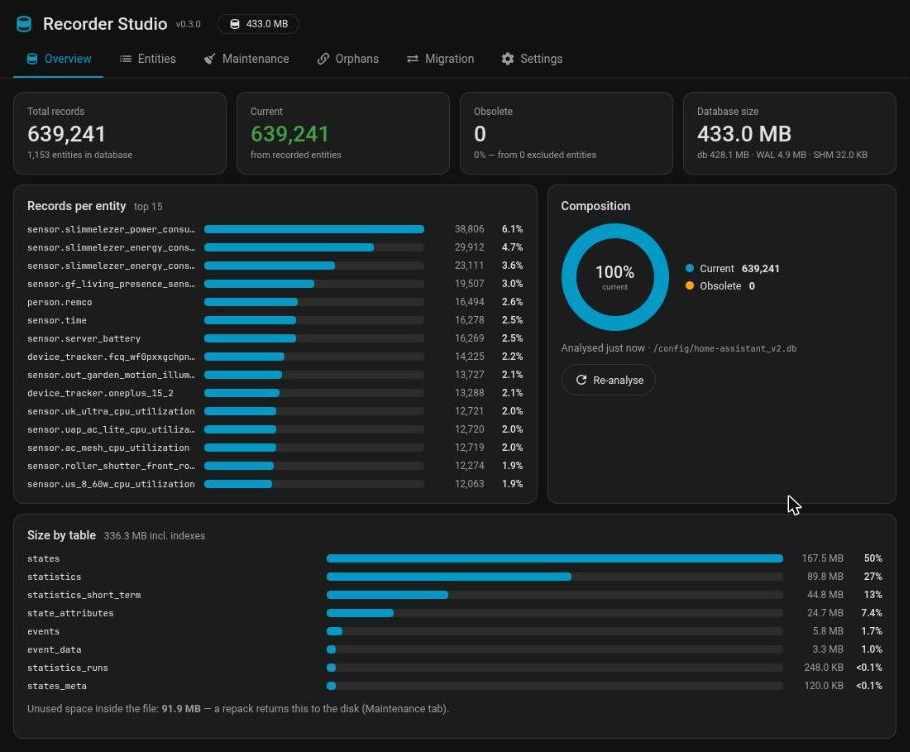 Recorder Studio v0.3.0 433.0 MB
Overview Entities Maintenance Orphans Migration Settings
Total records
639,241
1,153 entities in database
Current
639,241
from recorded entities
Obsolete
0
0% — from 0 excluded entities
Database size
433.0 MB
db 428.1 MB · WAL 4.9 MB · SHM 32.0 KB
Records per entity top 15
sensor.slimmelezer_power_consu… 38,806 6.1%
sensor.slimmelezer_energy_cons… 29,912 4.7%
sensor.slimmelezer_energy_cons… 23,111 3.6%
sensor.gf_living_presence_sens… 19,507 3.0%
person.remco 16,494 2.6%
sensor.time 16,278 2.5%
sensor.server_battery 16,269 2.5%
device_tracker.fcq_wf0pxxgchpn… 14,225 2.2%
sensor.out_garden_motion_illum… 13,727 2.1%
device_tracker.oneplus_15_2 13,288 2.1%
sensor.uk_ultra_cpu_utilization 12,721 2.0%
sensor.uap_ac_lite_cpu_utiliza… 12,720 2.0%
sensor.ac_mesh_cpu_utilization 12,719 2.0%
sensor.roller_shutter_front_ro… 12,274 1.9%
sensor.us_8_60w_cpu_utilization 12,063 1.9%
Composition
100%
current
Current 639,241
Obsolete 0
Analysed just now · /config/home-assistant_v2.db
Re-analyse
Size by table 336.3 MB incl. indexes
states 167.5 MB 50%
statistics 89.8 MB 27%
statistics_short_term 44.8 MB 13%
state_attributes 24.7 MB 7.4%
events 5.8 MB 1.7%
event_data 3.3 MB 1.0%
statistics_runs 248.0 KB <0.1%
states_meta 120.0 KB <0.1%
Unused space inside the file: 91.9 MB — a repack returns this to the disk (Maintenance tab).